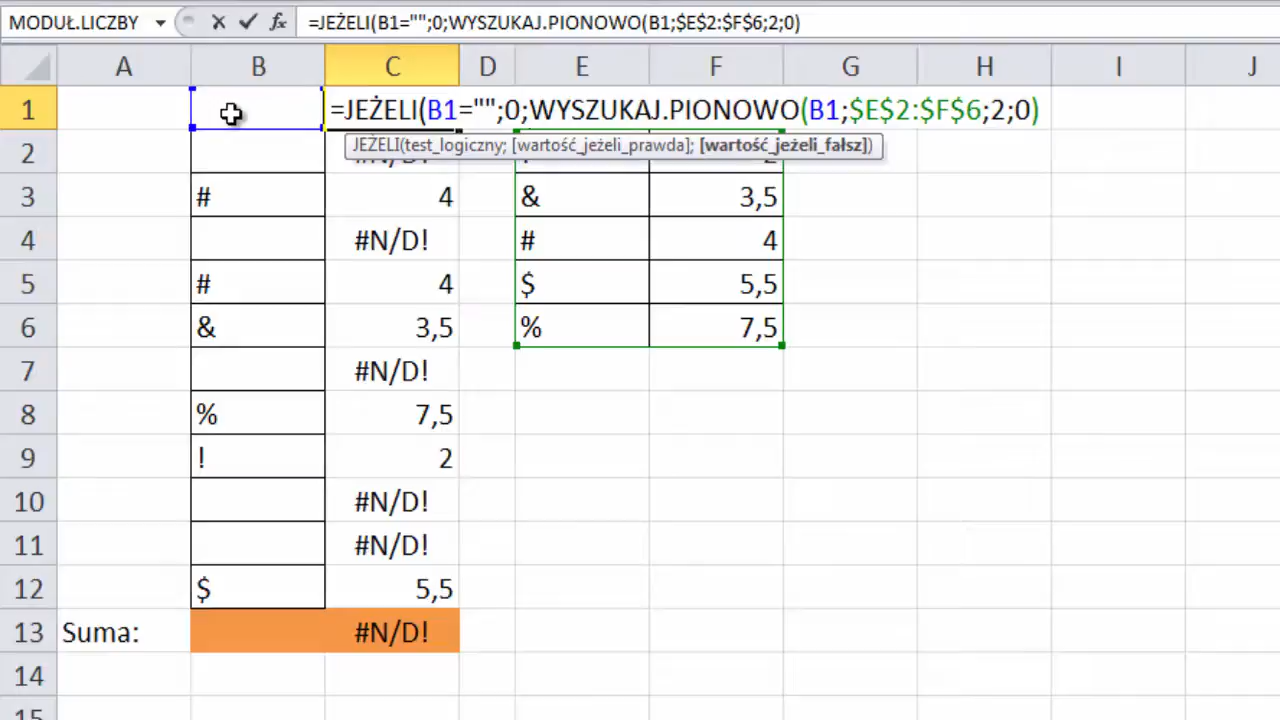 MODUŁ.LICZBY fx =JEŻELI(B1="";0;WYSZUKAJ.PIONOWO(B1;$E$2:$F$6;2;0)
A B C D E F G H I J
1 =JEŻELI(B1="";0;WYSZUKAJ.PIONOWO(B1;$E$2:$F$6;2;0)
JEŻELI(test_logiczny; [wartość_jeżeli_prawda]; [wartość_jeżeli_fałsz])
2 #N/D! ! 2
3 # 4 & 3,5
4 #N/D! # 4
5 # 4 $ 5,5
6 & 3,5 % 7,5
7 #N/D!
8 % 7,5
9 ! 2
10 #N/D!
11 #N/D!
12 $ 5,5
13 Suma: #N/D!
14
15